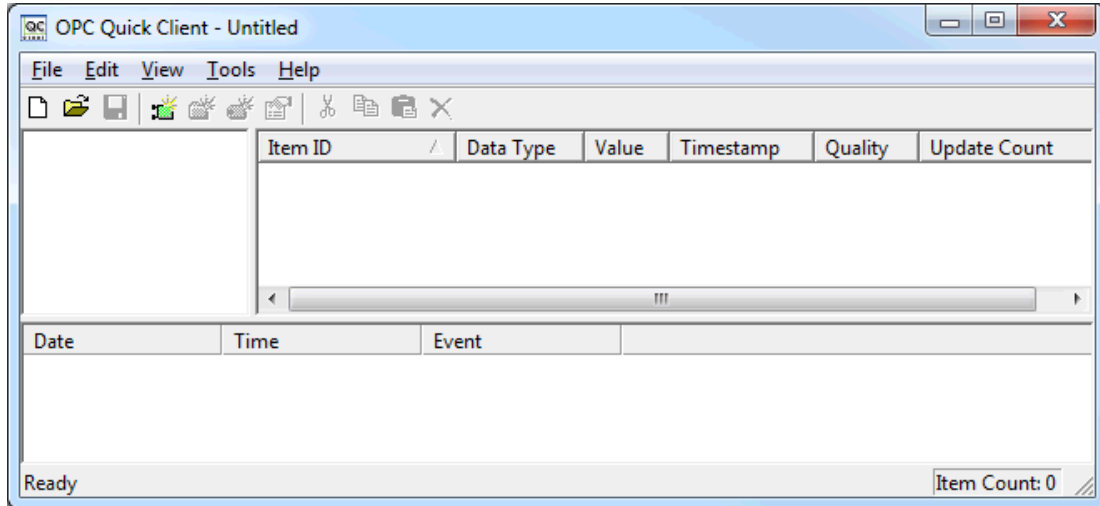 QC OPC Quick Client - Untitled
File Edit View Tools Help
Item ID Data Type Value Timestamp Quality Update Count
Date Time Event
Ready Item Count: 0